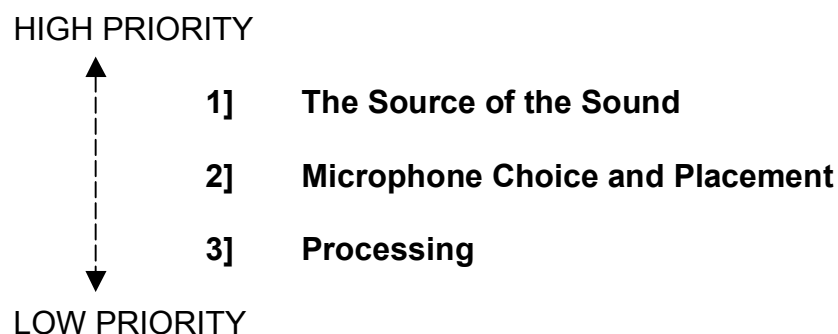 HIGH PRIORITY
1] The Source of the Sound
2] Microphone Choice and Placement
3] Processing
LOW PRIORITY